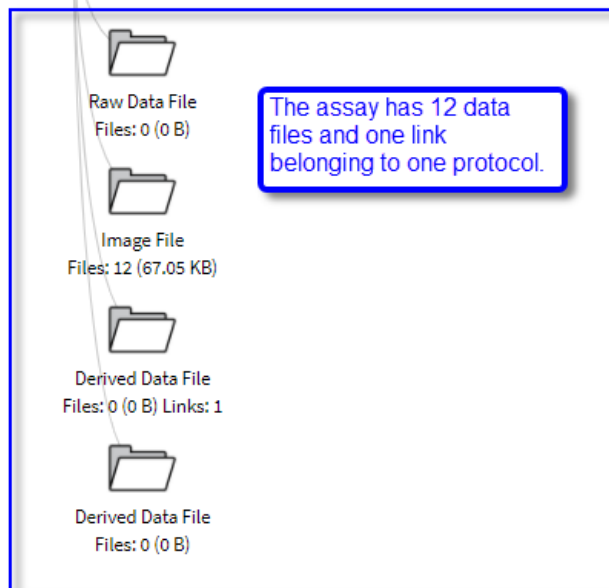 Raw Data File
Files: 0 (0 B)
The assay has 12 data
files and one link
belonging to one protocol.
Image File
Files: 12 (67.05 KB)
Derived Data File
Files: 0 (0 B) Links: 1
Derived Data File
Files: 0 (0 B)